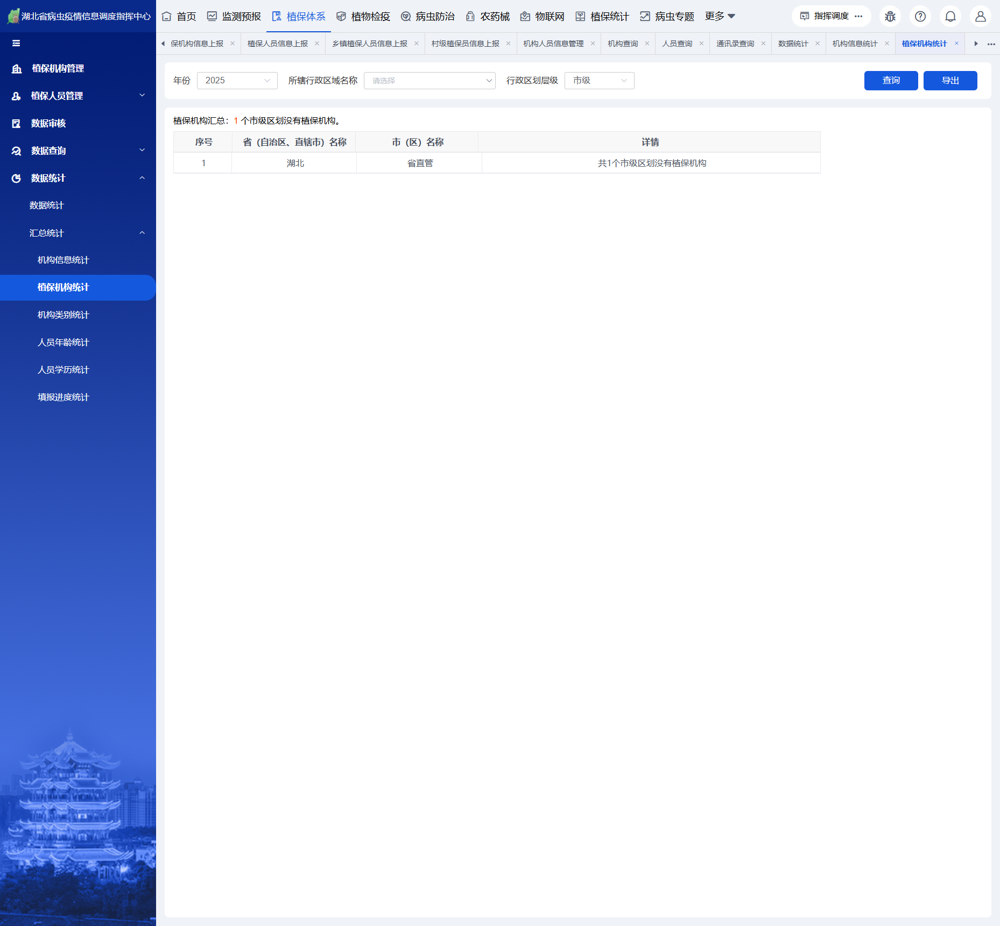 湖北省病虫疫情信息调度指挥中心
首页 监测预报 植保体系 植物检疫 病虫防治 农药械 物联网 植保统计 病虫专题 更多
指挥调度
保机构信息上报 植保人员信息上报 乡镇植保人员信息上报 村级植保员信息上报 机构人员信息管理 机构查询 人员查询 通讯录查询 数据统计 机构信息统计 植保机构统计
植保机构管理
植保人员管理
数据审核
数据查询
数据统计
数据统计
汇总统计
机构信息统计
植保机构统计
机构类别统计
人员年龄统计
人员学历统计
填报进度统计
年份 2025 所辖行政区域名称 请选择 行政区划层级 市级 查询 导出
植保机构汇总：1 个市级区划没有植保机构。
序号 省（自治区、直辖市）名称 市（区）名称 详情
1 湖北 省直管 共1个市级区划没有植保机构